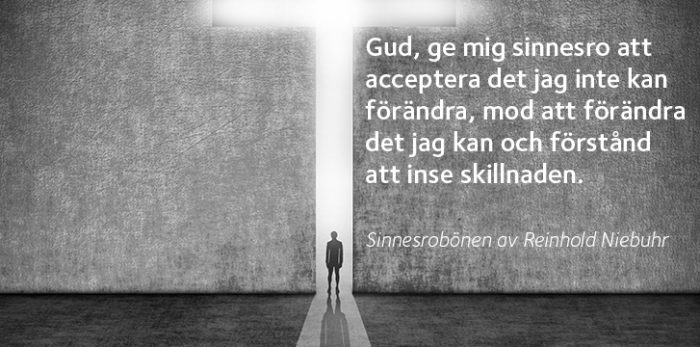 Gud, ge mig sinnesro att
acceptera det jag inte kan
förändra, mod att förändra
det jag kan och förstånd
att inse skillnaden.
Sinnesrobönen av Reinhold Niebuhr